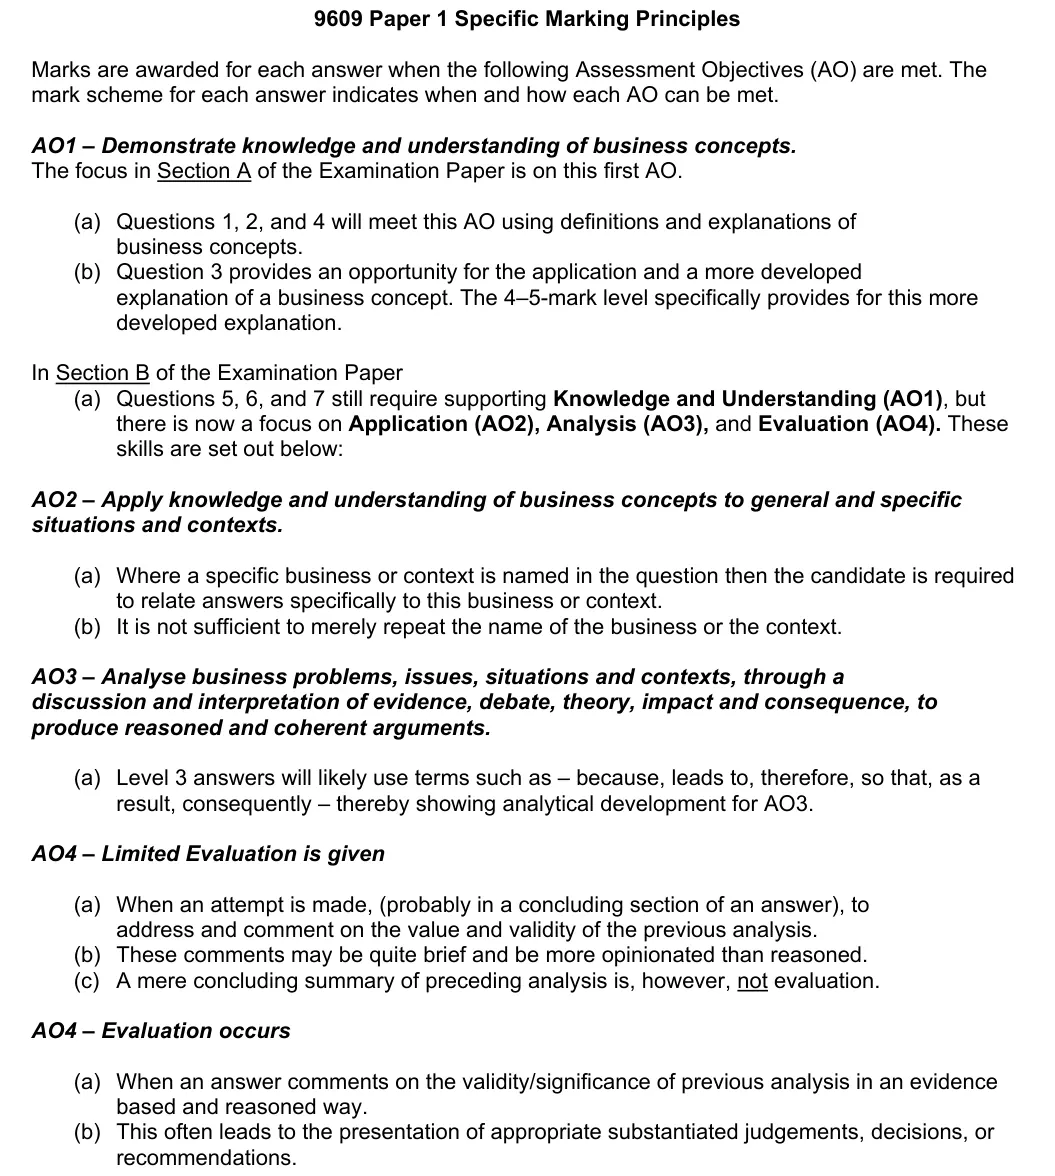 9609 Paper 1 Specific Marking Principles
Marks are awarded for each answer when the following Assessment Objectives (AO) are met. The
mark scheme for each answer indicates when and how each AO can be met.
AO1 – Demonstrate knowledge and understanding of business concepts.
The focus in Section A of the Examination Paper is on this first AO.
(a) Questions 1, 2, and 4 will meet this AO using definitions and explanations of
business concepts.
(b) Question 3 provides an opportunity for the application and a more developed
explanation of a business concept. The 4–5-mark level specifically provides for this more
developed explanation.
In Section B of the Examination Paper
(a) Questions 5, 6, and 7 still require supporting Knowledge and Understanding (AO1), but
there is now a focus on Application (AO2), Analysis (AO3), and Evaluation (AO4). These
skills are set out below:
AO2 – Apply knowledge and understanding of business concepts to general and specific
situations and contexts.
(a) Where a specific business or context is named in the question then the candidate is required
to relate answers specifically to this business or context.
(b) It is not sufficient to merely repeat the name of the business or the context.
AO3 – Analyse business problems, issues, situations and contexts, through a
discussion and interpretation of evidence, debate, theory, impact and consequence, to
produce reasoned and coherent arguments.
(a) Level 3 answers will likely use terms such as – because, leads to, therefore, so that, as a
result, consequently – thereby showing analytical development for AO3.
AO4 – Limited Evaluation is given
(a) When an attempt is made, (probably in a concluding section of an answer), to
address and comment on the value and validity of the previous analysis.
(b) These comments may be quite brief and be more opinionated than reasoned.
(c) A mere concluding summary of preceding analysis is, however, not evaluation.
AO4 – Evaluation occurs
(a) When an answer comments on the validity/significance of previous analysis in an evidence
based and reasoned way.
(b) This often leads to the presentation of appropriate substantiated judgements, decisions, or
recommendations.